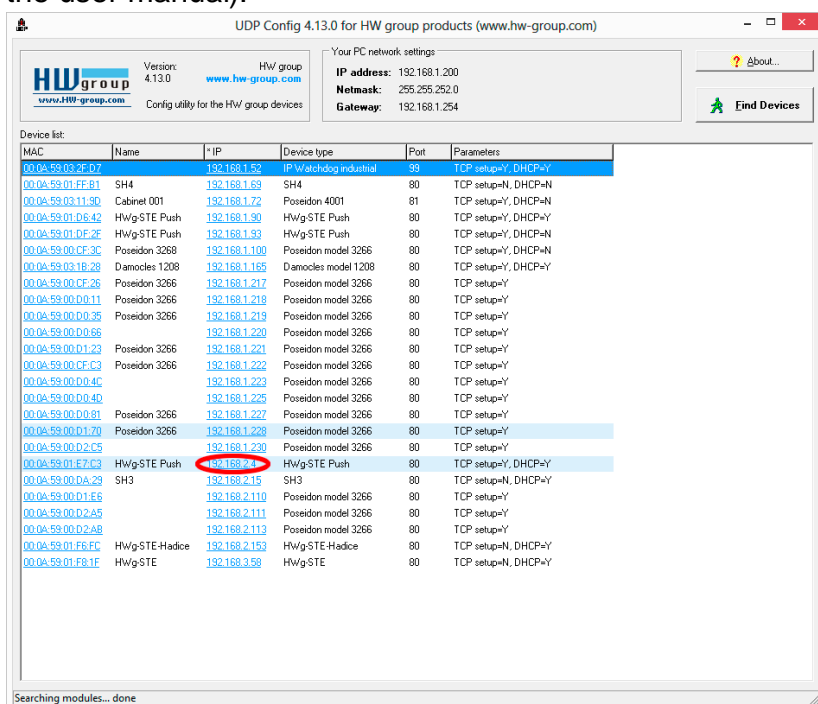 the user manual).
UDP Config 4.13.0 for HW group products (www.hw-group.com)
HWgroup
www.HW-group.com
Version: 4.13.0
HW group www.hw-group.com
Config utility for the HW group devices
Your PC network settings
IP address: 192.168.1.200
Netmask: 255.255.252.0
Gateway: 192.168.1.254
? About...
Find Devices
Device list:
MAC Name * IP Device type Port Parameters
00:0A:59:03:2F:D7 192.168.1.52 IP Watchdog industrial 99 TCP setup=Y, DHCP=Y
00:0A:59:01:FF:B1 SH4 192.168.1.69 SH4 80 TCP setup=N, DHCP=N
00:0A:59:03:11:9D Cabinet 001 192.168.1.72 Poseidon 4001 81 TCP setup=Y, DHCP=N
00:0A:59:01:D6:42 HWg-STE Push 192.168.1.90 HWg-STE Push 80 TCP setup=Y, DHCP=N
00:0A:59:01:DF:2F HWg-STE Push 192.168.1.93 HWg-STE Push 80 TCP setup=Y, DHCP=N
00:0A:59:00:CF:3C Poseidon 3268 192.168.1.100 Poseidon model 3266 80 TCP setup=Y, DHCP=N
00:0A:59:03:1B:28 Damocles 1208 192.168.1.165 Damocles model 1208 80 TCP setup=Y, DHCP=Y
00:0A:59:00:CF:26 Poseidon 3266 192.168.1.217 Poseidon model 3266 80 TCP setup=Y
00:0A:59:00:D0:11 Poseidon 3266 192.168.1.218 Poseidon model 3266 80 TCP setup=Y
00:0A:59:00:D0:35 Poseidon 3266 192.168.1.219 Poseidon model 3266 80 TCP setup=Y
00:0A:59:00:D0:66 192.168.1.220 Poseidon model 3266 80 TCP setup=Y
00:0A:59:00:D1:23 Poseidon 3266 192.168.1.221 Poseidon model 3266 80 TCP setup=Y
00:0A:59:00:CF:C3 Poseidon 3266 192.168.1.222 Poseidon model 3266 80 TCP setup=Y
00:0A:59:00:D0:4C 192.168.1.223 Poseidon model 3266 80 TCP setup=Y
00:0A:59:00:D0:4D 192.168.1.225 Poseidon model 3266 80 TCP setup=Y
00:0A:59:00:D0:81 Poseidon 3266 192.168.1.227 Poseidon model 3266 80 TCP setup=Y
00:0A:59:00:D1:70 Poseidon 3266 192.168.1.228 Poseidon model 3266 80 TCP setup=Y
00:0A:59:00:D2:C5 192.168.1.230 Poseidon model 3266 80 TCP setup=Y
00:0A:59:01:E7:C3 HWg-STE Push 192.168.2.4 HWg-STE Push 80 TCP setup=Y, DHCP=Y
00:0A:59:00:DA:29 SH3 192.168.2.15 SH3 80 TCP setup=N, DHCP=Y
00:0A:59:00:D1:E6 192.168.2.110 Poseidon model 3266 80 TCP setup=Y
00:0A:59:00:D2:A5 192.168.2.111 Poseidon model 3266 80 TCP setup=Y
00:0A:59:00:D2:AB 192.168.2.113 Poseidon model 3266 80 TCP setup=Y
00:0A:59:01:F6:FC HWg-STE-Hadice 192.168.2.153 HWg-STE-Hadice 80 TCP setup=N, DHCP=Y
00:0A:59:01:F8:1F HWg-STE 192.168.3.58 HWg-STE 80 TCP setup=N, DHCP=Y
Searching modules... done